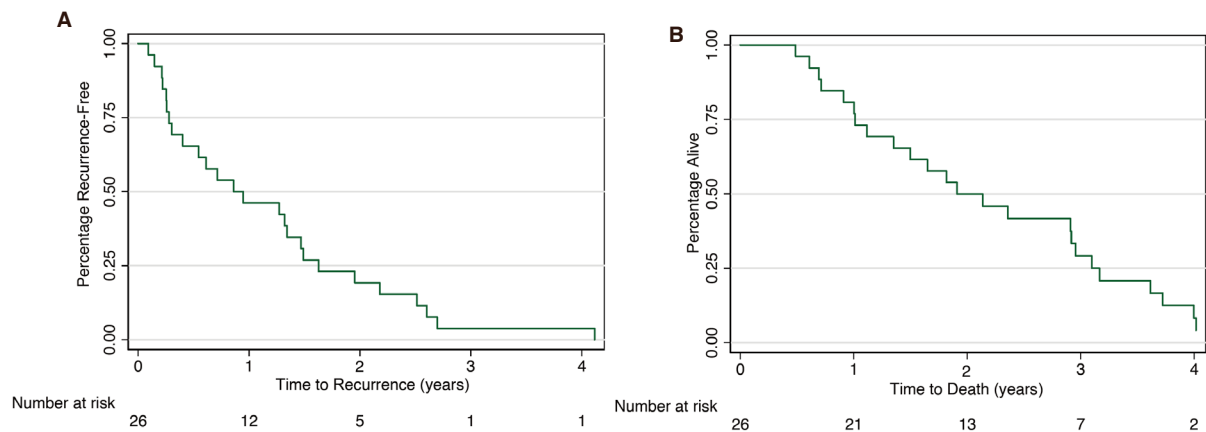 A
Percentage Recurrence-Free
1.00
0.75
0.50
0.25
0.00
0 1 2 3 4
Time to Recurrence (years)
Number at risk
26 12 5 1 1
B
Percentage Alive
1.00
0.75
0.50
0.25
0.00
0 1 2 3 4
Time to Death (years)
Number at risk
26 21 13 7 2